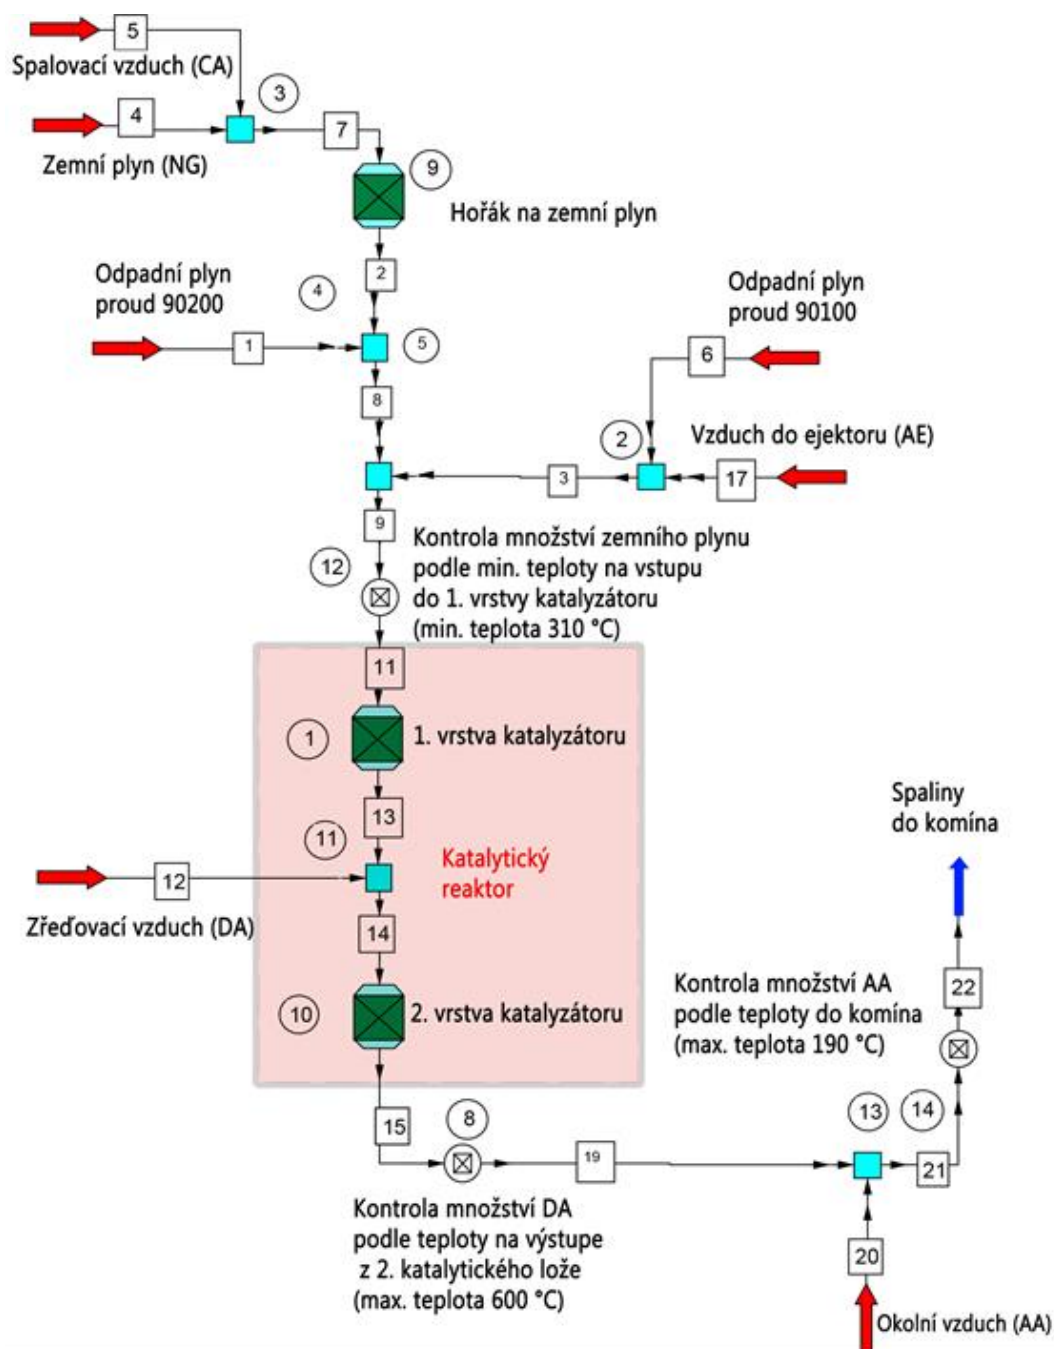 5
Spalovací vzduch (CA)
3
4
7
Zemní plyn (NG)
9
Hořák na zemní plyn
2
Odpadní plyn
proud 90200
4
1
5
Odpadní plyn
proud 90100
6
8
2
Vzduch do ejektoru (AE)
3
17
9
Kontrola množství zemního plynu
podle min. teploty na vstupu
do 1. vrstvy katalyzátoru
(min. teplota 310 °C)
12
11
1
1. vrstva katalyzátoru
13
11
Katalytický
reaktor
12
Zřeďovací vzduch (DA)
14
10
2. vrstva katalyzátoru
Spaliny
do komína
22
Kontrola množství AA
podle teploty do komína
(max. teplota 190 °C)
15
8
19
13
14
21
Kontrola množství DA
podle teploty na výstupe
z 2. katalytického lože
(max. teplota 600 °C)
20
Okolní vzduch (AA)